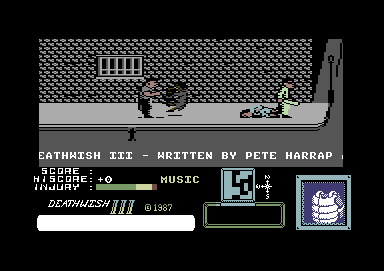 EATHWISH III - WRITTEN BY PETE HARRAP
SCORE :
HISCORE:+0 MUSIC
INJURY :
DEATHWISH III ©1987